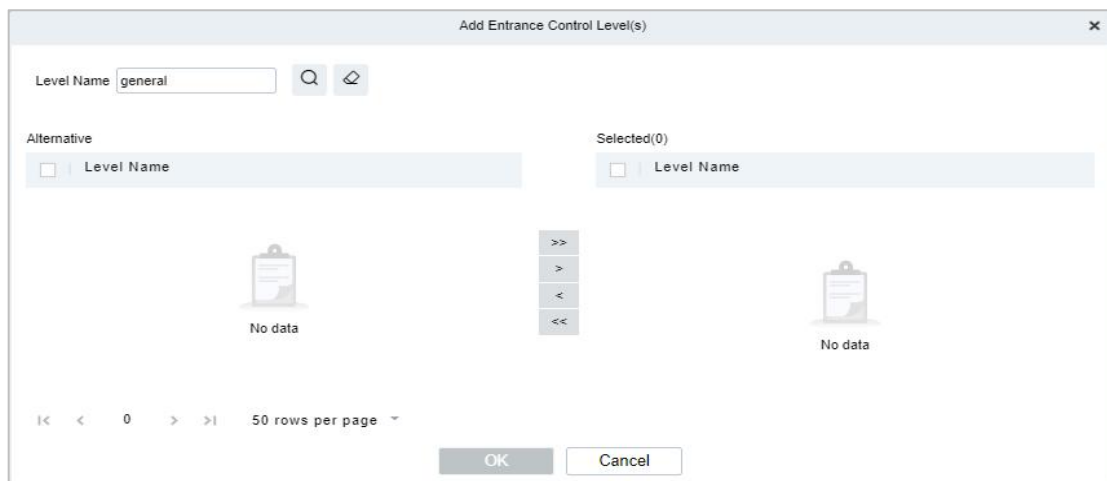 Add Entrance Control Level(s) ×
Level Name general
Alternative
Selected(0)
Level Name
Level Name
>>
>
<
<<
No data
No data
|< < 0 > >| 50 rows per page
OK Cancel